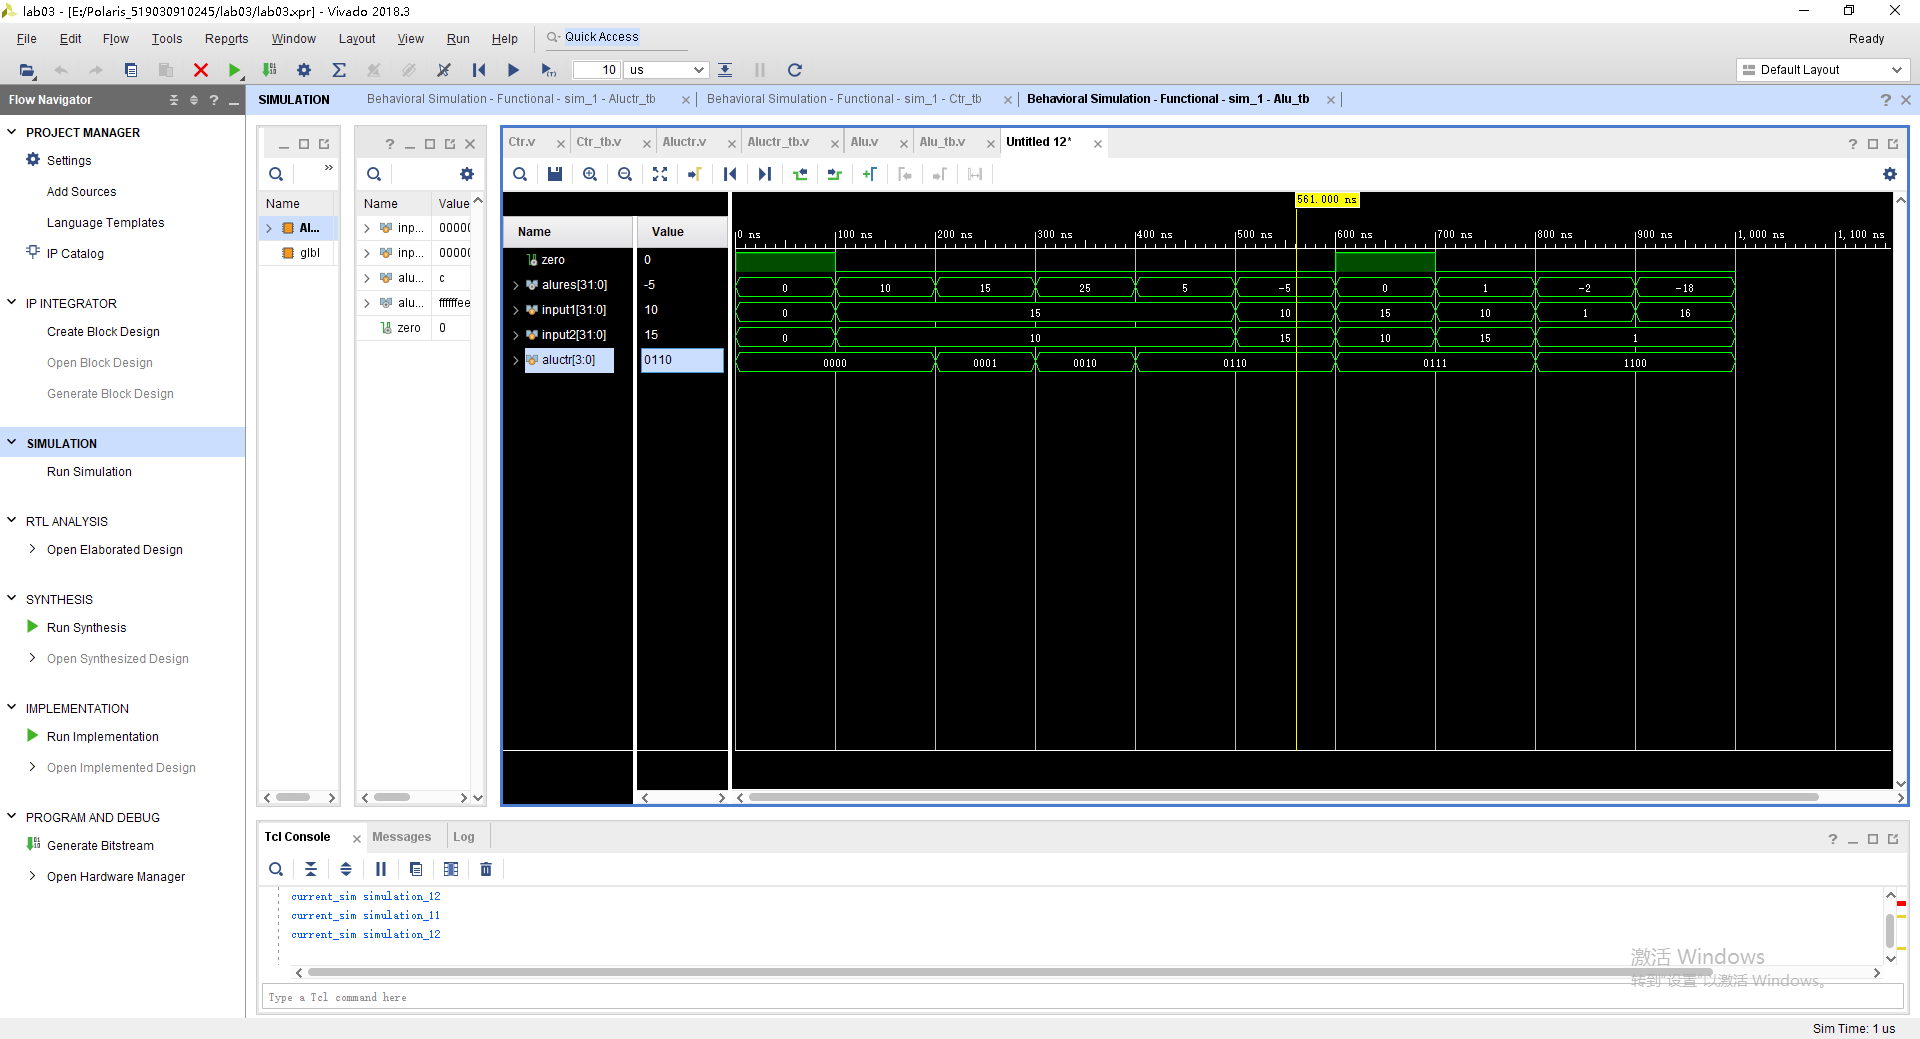 lab03 - [E:/Polaris_519030910245/lab03/lab03.xpr] - Vivado 2018.3
File Edit Flow Tools Reports Window Layout View Run Help Quick Access
Ready
10 us
Default Layout
Flow Navigator
SIMULATION Behavioral Simulation - Functional - sim_1 - Aluctr_tb Behavioral Simulation - Functional - sim_1 - Ctr_tb Behavioral Simulation - Functional - sim_1 - Alu_tb
PROJECT MANAGER
Settings
Add Sources
Language Templates
IP Catalog
IP INTEGRATOR
Create Block Design
Open Block Design
Generate Block Design
SIMULATION
Run Simulation
RTL ANALYSIS
Open Elaborated Design
SYNTHESIS
Run Synthesis
Open Synthesized Design
IMPLEMENTATION
Run Implementation
Open Implemented Design
PROGRAM AND DEBUG
Generate Bitstream
Open Hardware Manager
Name
Al...
glbl
Name Value
inp... 0000
inp... 0000
alu... c
alu... ffffffee
zero 0
Ctr.v Ctr_tb.v Aluctr.v Aluctr_tb.v Alu.v Alu_tb.v Untitled 12*
561.000 ns
Name Value
0 ns 100 ns 200 ns 300 ns 400 ns 500 ns 600 ns 700 ns 800 ns 900 ns 1,000 ns 1,100 ns
zero 0
alures[31:0] -5 0 10 15 25 5 -5 0 1 -2 -18
input1[31:0] 10 0 15 10 15 10 1 16
input2[31:0] 15 0 10 15 10 15 1
aluctr[3:0] 0110 0000 0001 0010 0110 0111 1100
Tcl Console Messages Log
current_sim simulation_12
current_sim simulation_11
current_sim simulation_12
激活 Windows
转到"设置"以激活 Windows。
Type a Tcl command here
Sim Time: 1 us